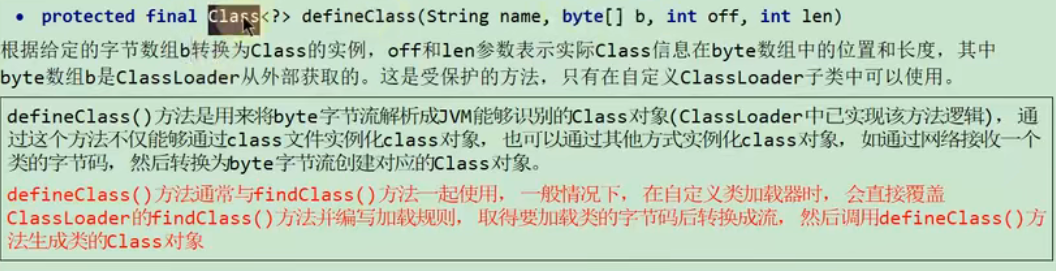 • protected final Class<?> defineClass(String name, byte[] b, int off, int len)
根据给定的字节数组b转换为Class的实例，off和len参数表示实际Class信息在byte数组中的位置和长度，其中
byte数组b是ClassLoader从外部获取的。这是受保护的方法，只有在自定义ClassLoader子类中可以使用。
defineClass()方法是用来将byte字节流解析成JVM能够识别的Class对象(ClassLoader中已实现该方法逻辑)，通
过这个方法不仅能够通过class文件实例化class对象，也可以通过其他方式实例化class对象，如通过网络接收一个
类的字节码，然后转换为byte字节流创建对应的Class对象。
defineClass()方法通常与findClass()方法一起使用，一般情况下，在自定义类加载器时，会直接覆盖
ClassLoader的findClass()方法并编写加载规则，取得要加载类的字节码后转换成流，然后调用defineClass()方
法生成类的Class对象